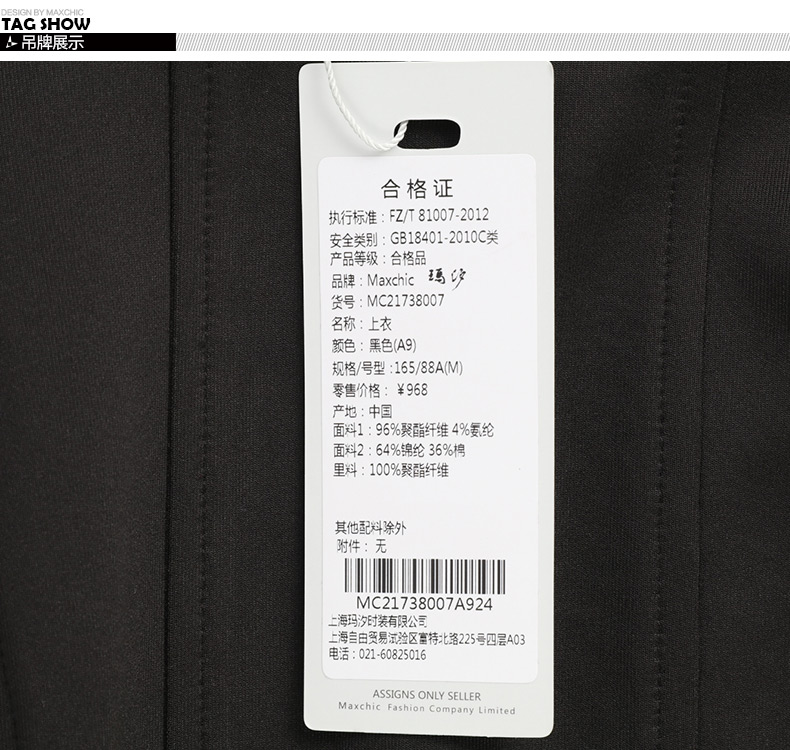 DESIGN BY MAXCHIC
TAG SHOW
吊牌展示
合格证
执行标准：FZ/T 81007-2012
安全类别：GB18401-2010C类
产品等级：合格品
品牌：Maxchic 玛汐
货号：MC21738007
名称：上衣
颜色：黑色(A9)
规格/号型 :165/88A(M)
零售价格：￥968
产地：中国
面料1：96%聚酯纤维 4%氨纶
面料2：64%锦纶 36%棉
里料：100%聚酯纤维
其他配料除外
附件：无
MC21738007A924
上海玛汐时装有限公司
上海自由贸易试验区富特北路225号四层A03
电话：021-60825016
ASSIGNS ONLY SELLER
Maxchic Fashion Company Limited